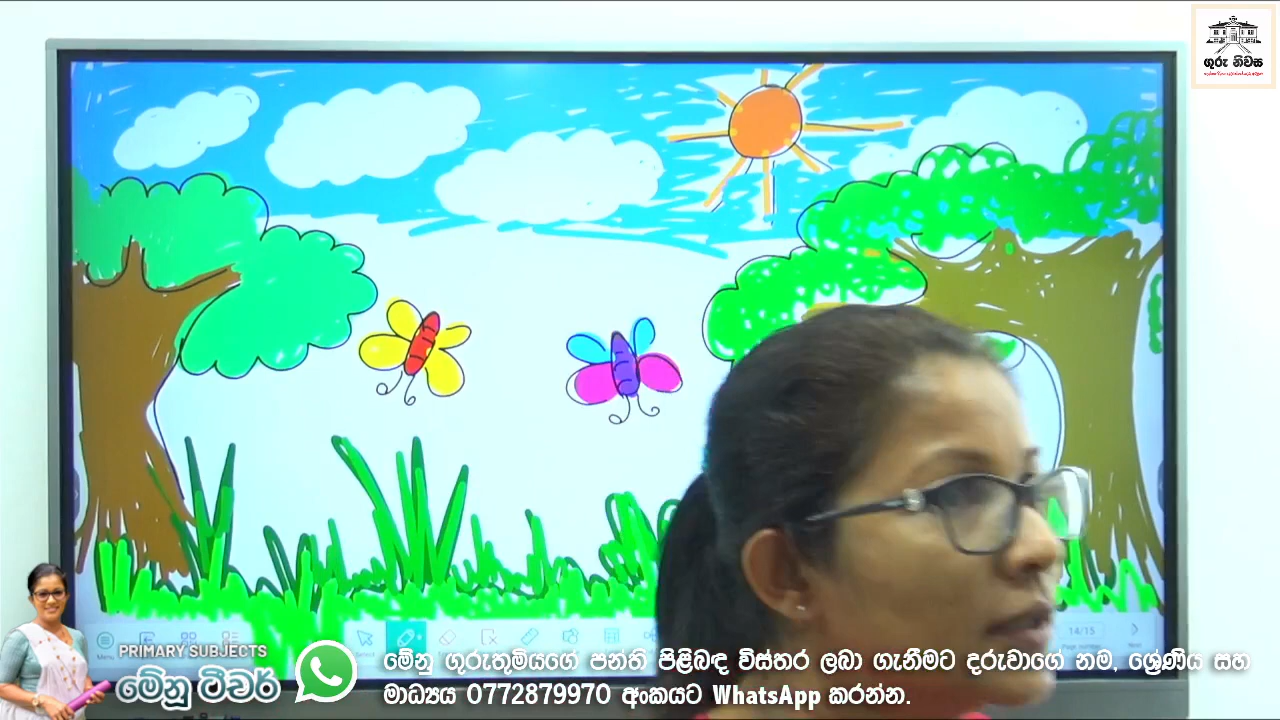 ගුරු නිවස
14/15
PRIMARY SUBJECTS
මේනු ටීචර්
මේනු ගුරුතුමියගේ පන්ති පිළිබඳ විස්තර ලබා ගැනීමට දරුවාගේ නම, ශ්‍රේණිය සහ
මාධ්‍යය 0772879970 අංකයට WhatsApp කරන්න.